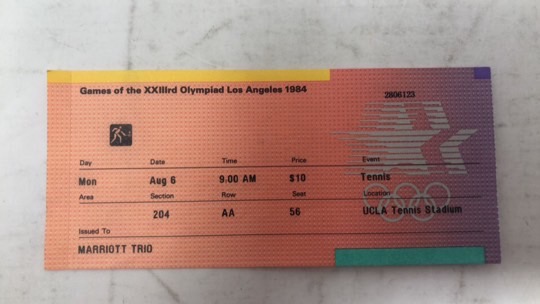 Games of the XXIIIrd Olympiad Los Angeles 1984
2806123
Day Date Time Price Event
Mon Aug 6 9.00 AM $10 Tennis
Area Section Row Seat Location
204 AA 56 UCLA Tennis Stadium
Issued To
MARRIOTT TRIO